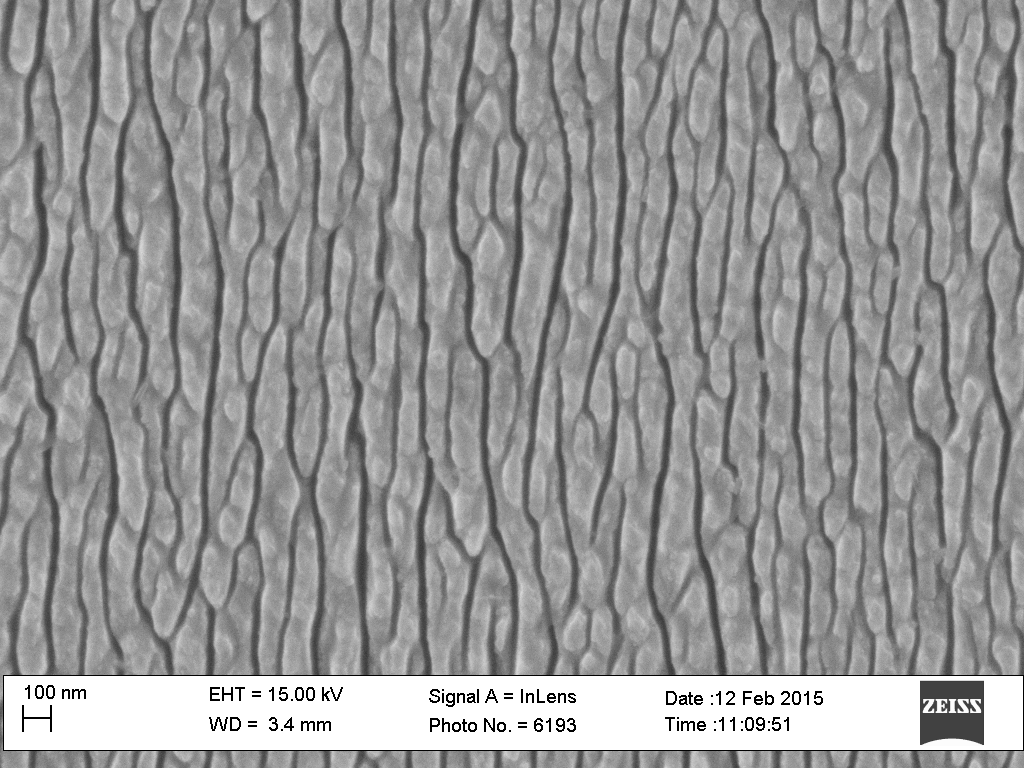 100 nm
EHT = 15.00 kV
Signal A = InLens
Date :12 Feb 2015
WD = 3.4 mm
Photo No. = 6193
Time :11:09:51
ZEISS